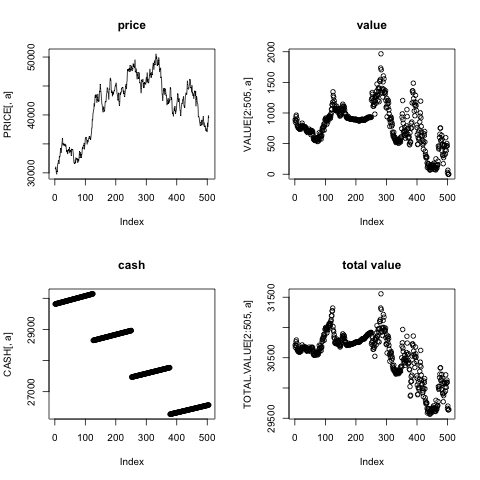 price
PRICE[, a]
30000 40000 50000
0 100 200 300 400 500
Index
value
VALUE[2:505, a]
0 500 1000 1500 2000
0 100 200 300 400 500
Index
cash
CASH[, a]
27000 29000
0 100 200 300 400 500
Index
total value
TOTAL.VALUE[2:505, a]
29500 30500 31500
0 100 200 300 400 500
Index